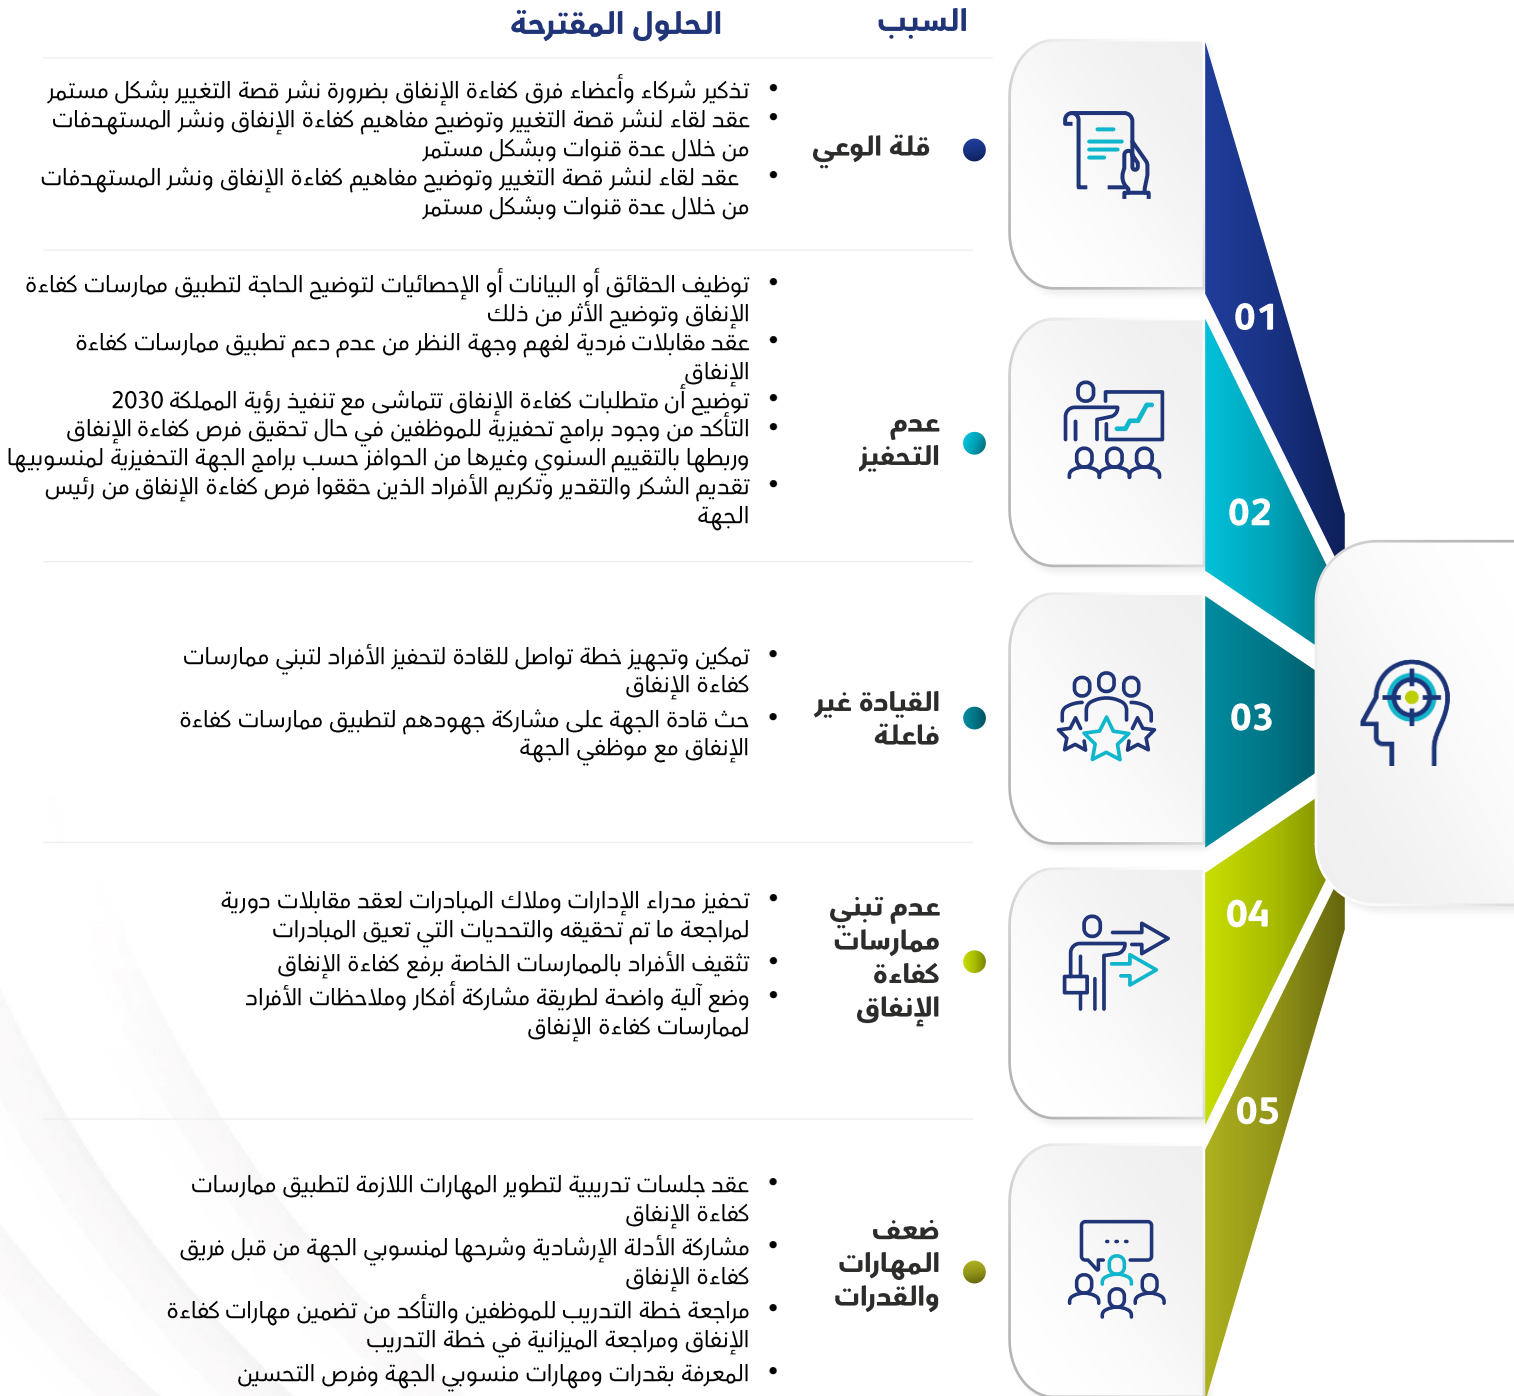 السبب
الحلول المقترحة
01
قلة الوعي
• تذكير شركاء وأعضاء فرق كفاءة الإنفاق بضرورة نشر قصة التغيير بشكل مستمر
• عقد لقاء لنشر قصة التغيير وتوضيح مفاهيم كفاءة الإنفاق ونشر المستهدفات
من خلال عدة قنوات وبشكل مستمر
• عقد لقاء لنشر قصة التغيير وتوضيح مفاهيم كفاءة الإنفاق ونشر المستهدفات
من خلال عدة قنوات وبشكل مستمر
02
عدم
التحفيز
• توظيف الحقائق أو البيانات أو الإحصائيات لتوضيح الحاجة لتطبيق ممارسات كفاءة
الإنفاق وتوضيح الأثر من ذلك
• عقد مقابلات فردية لفهم وجهة النظر من عدم دعم تطبيق ممارسات كفاءة
الإنفاق
• توضيح أن متطلبات كفاءة الإنفاق تتماشى مع تنفيذ رؤية المملكة 2030
• التأكد من وجود برامج تحفيزية للموظفين في حال تحقيق فرص كفاءة الإنفاق
وربطها بالتقييم السنوي وغيرها من الحوافز حسب برامج الجهة التحفيزية لمنسوبيها
• تقديم الشكر والتقدير وتكريم الأفراد الذين حققوا فرص كفاءة الإنفاق من رئيس
الجهة
03
القيادة غير
فاعلة
• تمكين وتجهيز خطة تواصل للقادة لتحفيز الأفراد لتبني ممارسات
كفاءة الإنفاق
• حث قادة الجهة على مشاركة جهودهم لتطبيق ممارسات كفاءة
الإنفاق مع موظفي الجهة
04
عدم تبني
ممارسات
كفاءة
الإنفاق
• تحفيز مدراء الإدارات وملاك المبادرات لعقد مقابلات دورية
لمراجعة ما تم تحقيقه والتحديات التي تعيق المبادرات
• تثقيف الأفراد بالممارسات الخاصة برفع كفاءة الإنفاق
• وضع آلية واضحة لطريقة مشاركة أفكار وملاحظات الأفراد
لممارسات كفاءة الإنفاق
05
ضعف
المهارات
والقدرات
• عقد جلسات تدريبية لتطوير المهارات اللازمة لتطبيق ممارسات
كفاءة الإنفاق
• مشاركة الأدلة الإرشادية وشرحها لمنسوبي الجهة من قبل فريق
كفاءة الإنفاق
• مراجعة خطة التدريب للموظفين والتأكد من تضمين مهارات كفاءة
الإنفاق ومراجعة الميزانية في خطة التدريب
• المعرفة بقدرات ومهارات منسوبي الجهة وفرص التحسين